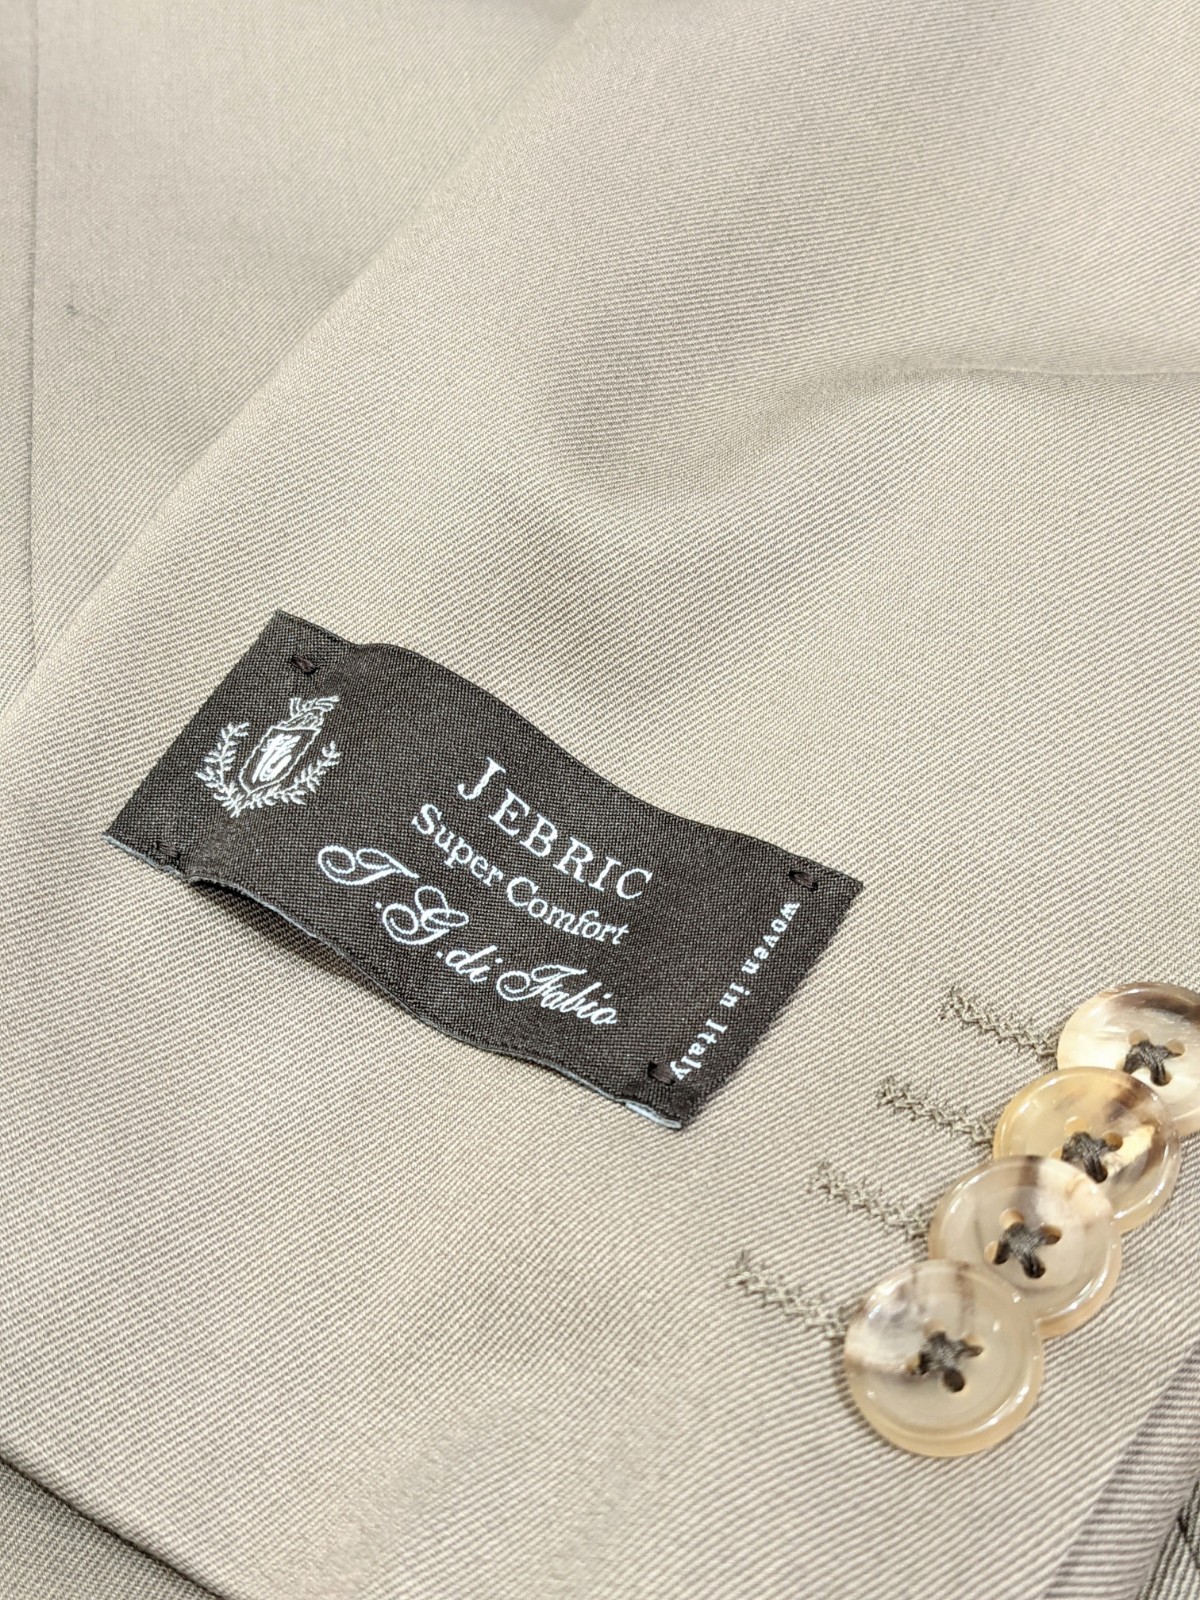 JEBRIC
Super Comfort
T.G.di Fabio
woven in Italy